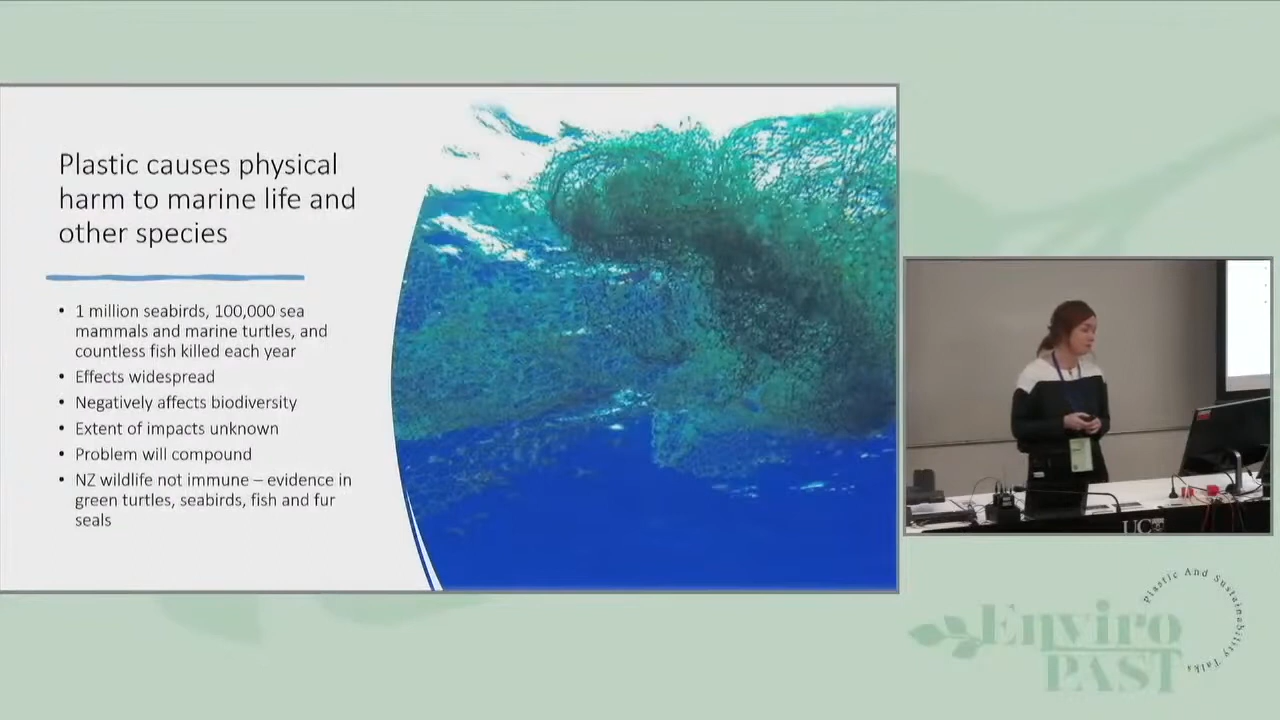 Plastic causes physical
harm to marine life and
other species
• 1 million seabirds, 100,000 sea
mammals and marine turtles, and
countless fish killed each year
• Effects widespread
• Negatively affects biodiversity
• Extent of impacts unknown
• Problem will compound
• NZ wildlife not immune – evidence in
green turtles, seabirds, fish and fur
seals
UC
Plastic And Sustainability Talks
Enviro
PAST